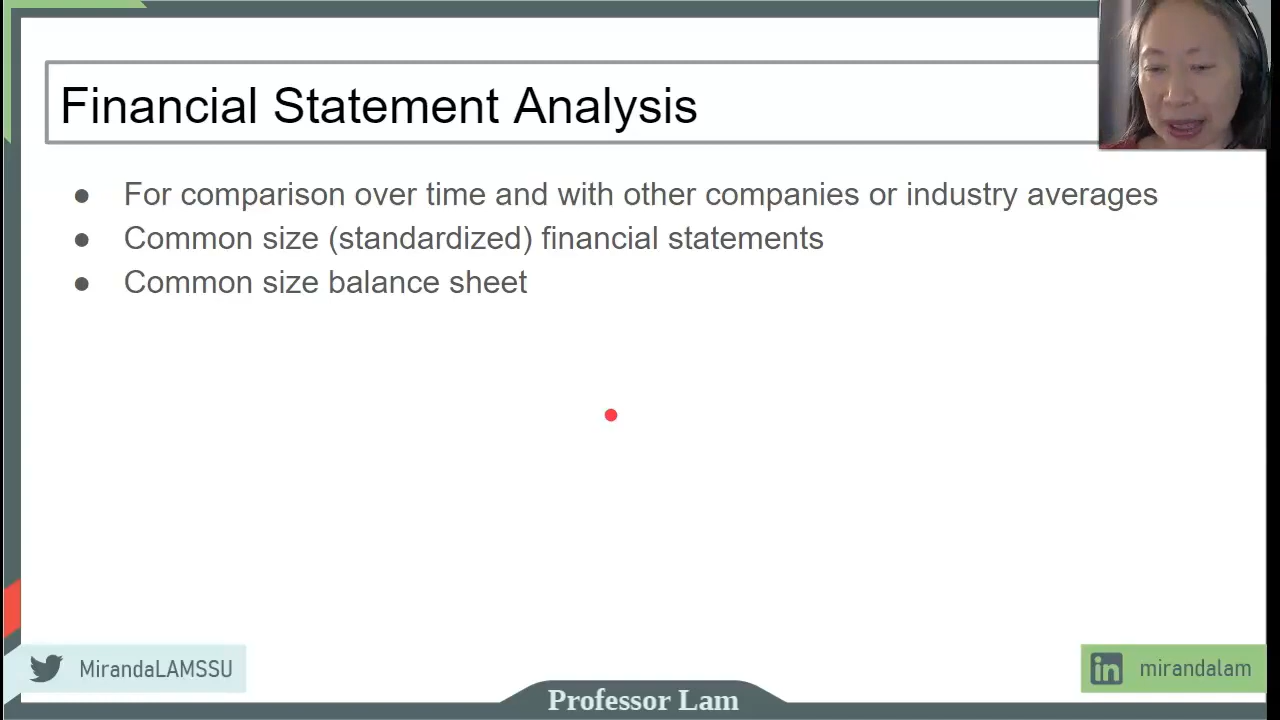 Financial Statement Analysis
● For comparison over time and with other companies or industry averages
● Common size (standardized) financial statements
● Common size balance sheet
MirandaLAMSSU
in mirandalam
Professor Lam